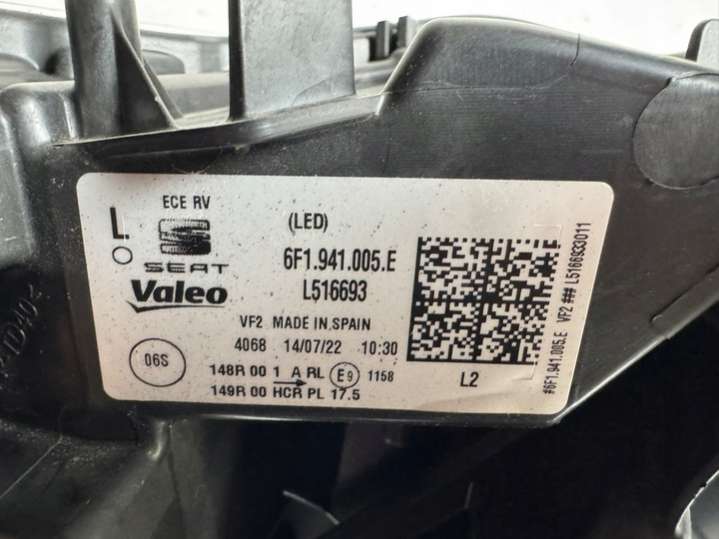 L.
ECE RV
SEAT
Valeo
(LED)
6F1.941.005.E
L516693
VF2 MADE IN SPAIN
4068 14/07/22 10:30
06S
148R 00 1 A RL
149R 00 HCR PL 17.5
E9 1158
L2
#6F1.941.005.E VF2 ### L5166933011